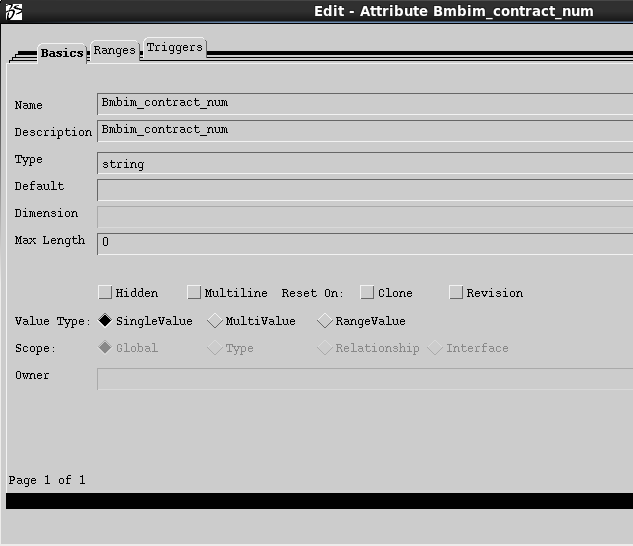 Edit - Attribute Bmbim_contract_num
Basics Ranges Triggers
Name Bmbim_contract_num
Description Bmbim_contract_num
Type string
Default
Dimension
Max Length 0
Hidden Multiline Reset On: Clone Revision
Value Type: SingleValue MultiValue RangeValue
Scope: Global Type Relationship Interface
Owner
Page 1 of 1